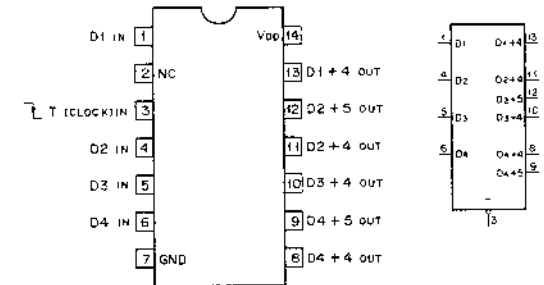 D1 IN 1
2 NC
T (CLOCK) IN 3
D2 IN 4
D3 IN 5
D4 IN 6
7 GND
VDD 14
13 D1+4 OUT
12 D2+5 OUT
11 D2+4 OUT
10 D3+4 OUT
9 D4+5 OUT
8 D4+4 OUT
1 D1 D1+4 13
4 D2 D2+4 11
D2+5 12
5 D3 D3+4 10
6 D4 D4+4 8
D4+5 9
3